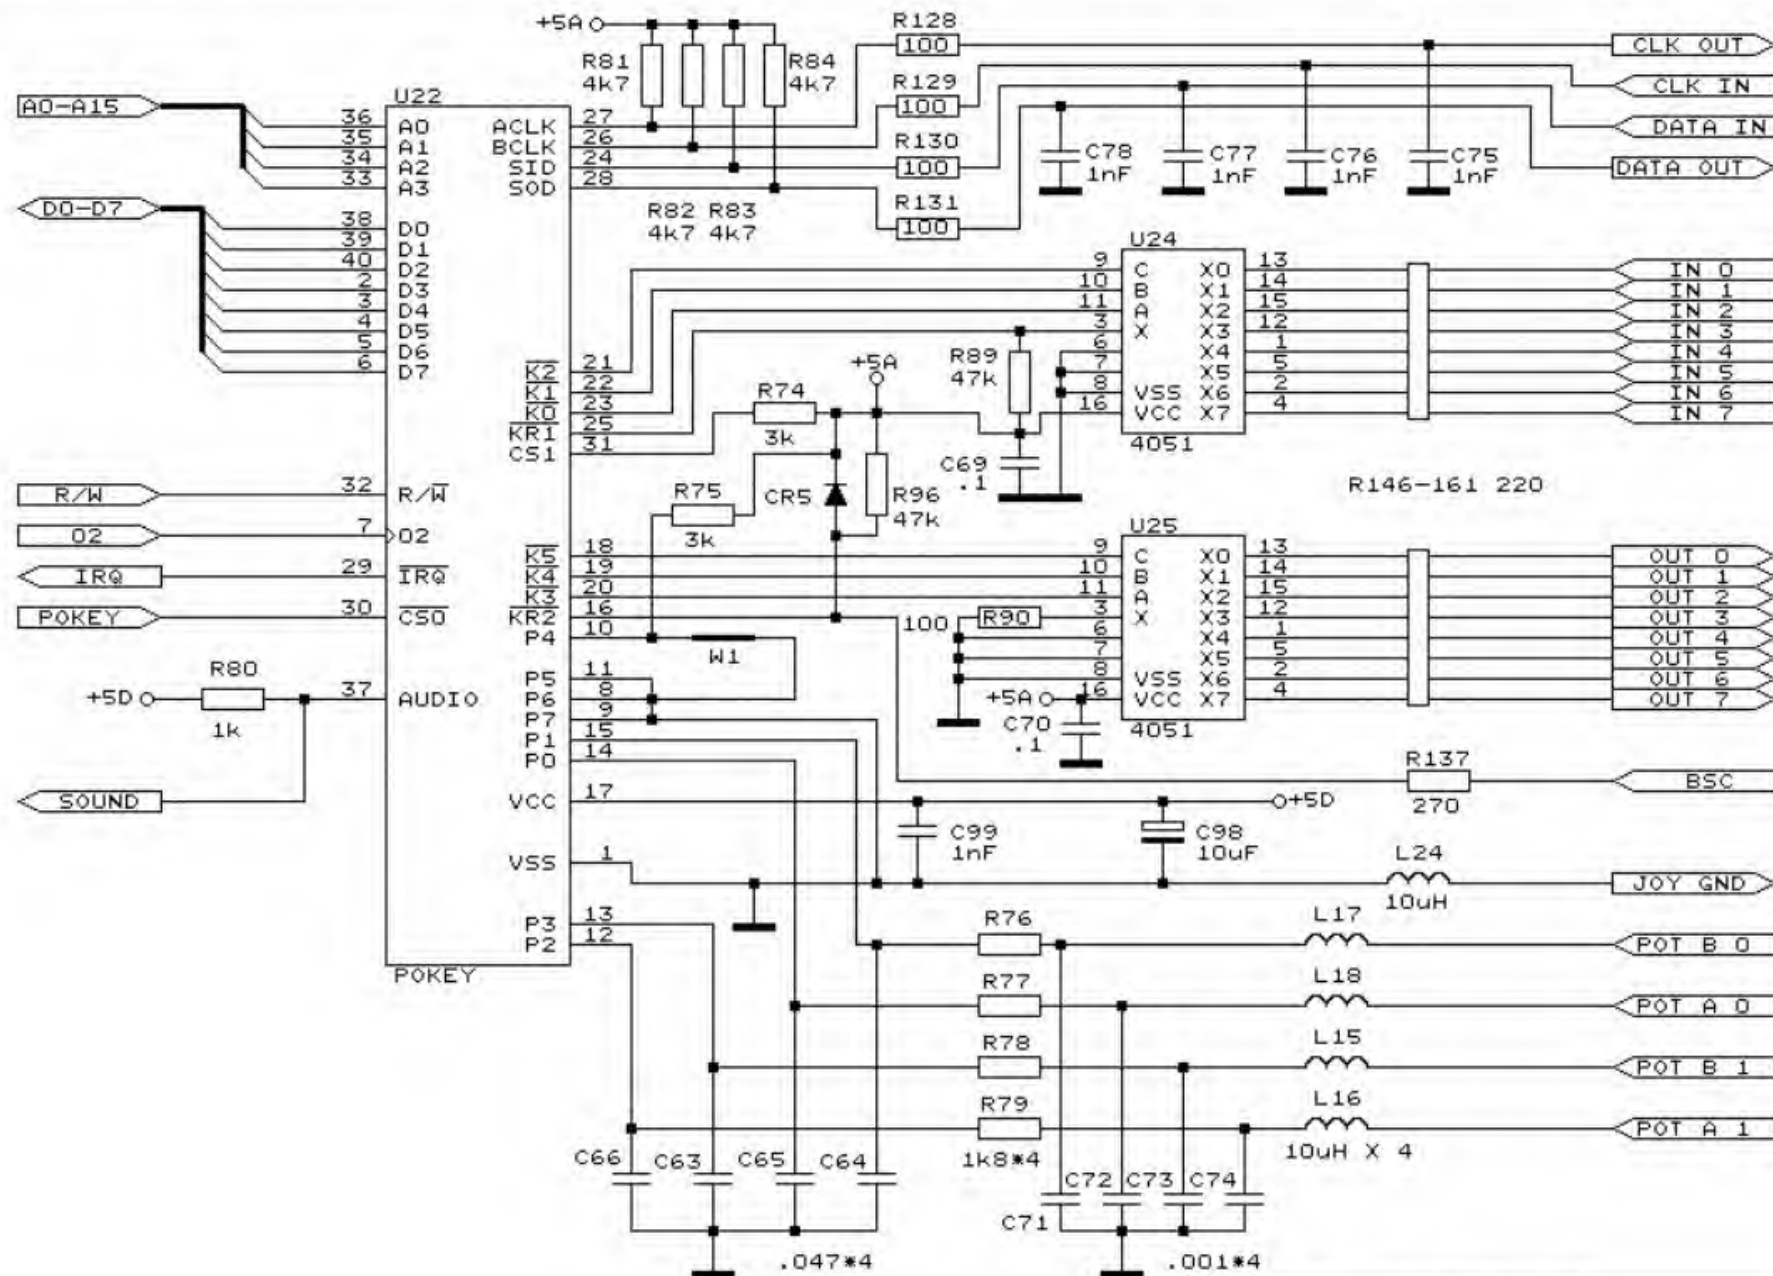 +5A
R128
100
CLK OUT
R81
4k7
R84
4k7
R129
100
CLK IN
A0-A15
U22
R130
100
DATA IN
R131
100
DATA OUT
36 A0 ACLK 27
35 A1 BCLK 26
34 A2 SID 24
33 A3 SOD 28
C78
1nF
C77
1nF
C76
1nF
C75
1nF
R82 R83
4k7 4k7
D0-D7
38 D0
39 D1
40 D2
2 D3
3 D4
4 D5
5 D6
6 D7
U24
9 C X0 13 IN 0
10 B X1 14 IN 1
11 A X2 15 IN 2
3 X X3 12 IN 3
6 X4 1 IN 4
7 X5 5 IN 5
8 VSS X6 2 IN 6
16 VCC X7 4 IN 7
4051
K2 21
K1 22
K0 23
KR1 25
CS1 31
R74
3k
+5A
R89
47k
C69
.1
R75
3k
CR5
R96
47k
R146-161 220
R/W 32 R/W
O2 7 O2
IRQ 29 IRQ
POKEY 30 CS0
K5 18
K4 19
K3 20
KR2 16
P4 10
W1
P5 11
P6 8
P7 9
P1 15
P0 14
U25
9 C X0 13 OUT 0
10 B X1 14 OUT 1
11 A X2 15 OUT 2
3 X X3 12 OUT 3
6 X4 1 OUT 4
7 X5 5 OUT 5
8 VSS X6 2 OUT 6
16 VCC X7 4 OUT 7
4051
100 R90
+5A
C70
.1
R80
+5D
1k
37 AUDIO
SOUND
R137
270
BSC
VCC 17
+5D
C99
1nF
C98
10uF
VSS 1
L24
10uH
JOY GND
P3 13
P2 12
POKEY
R76
L17
POT B 0
R77
L18
POT A 0
R78
L15
POT B 1
R79
L16
POT A 1
1k8*4
10uH X 4
C66 C63 C65 C64
C72 C73 C74
C71
.047*4
.001*4